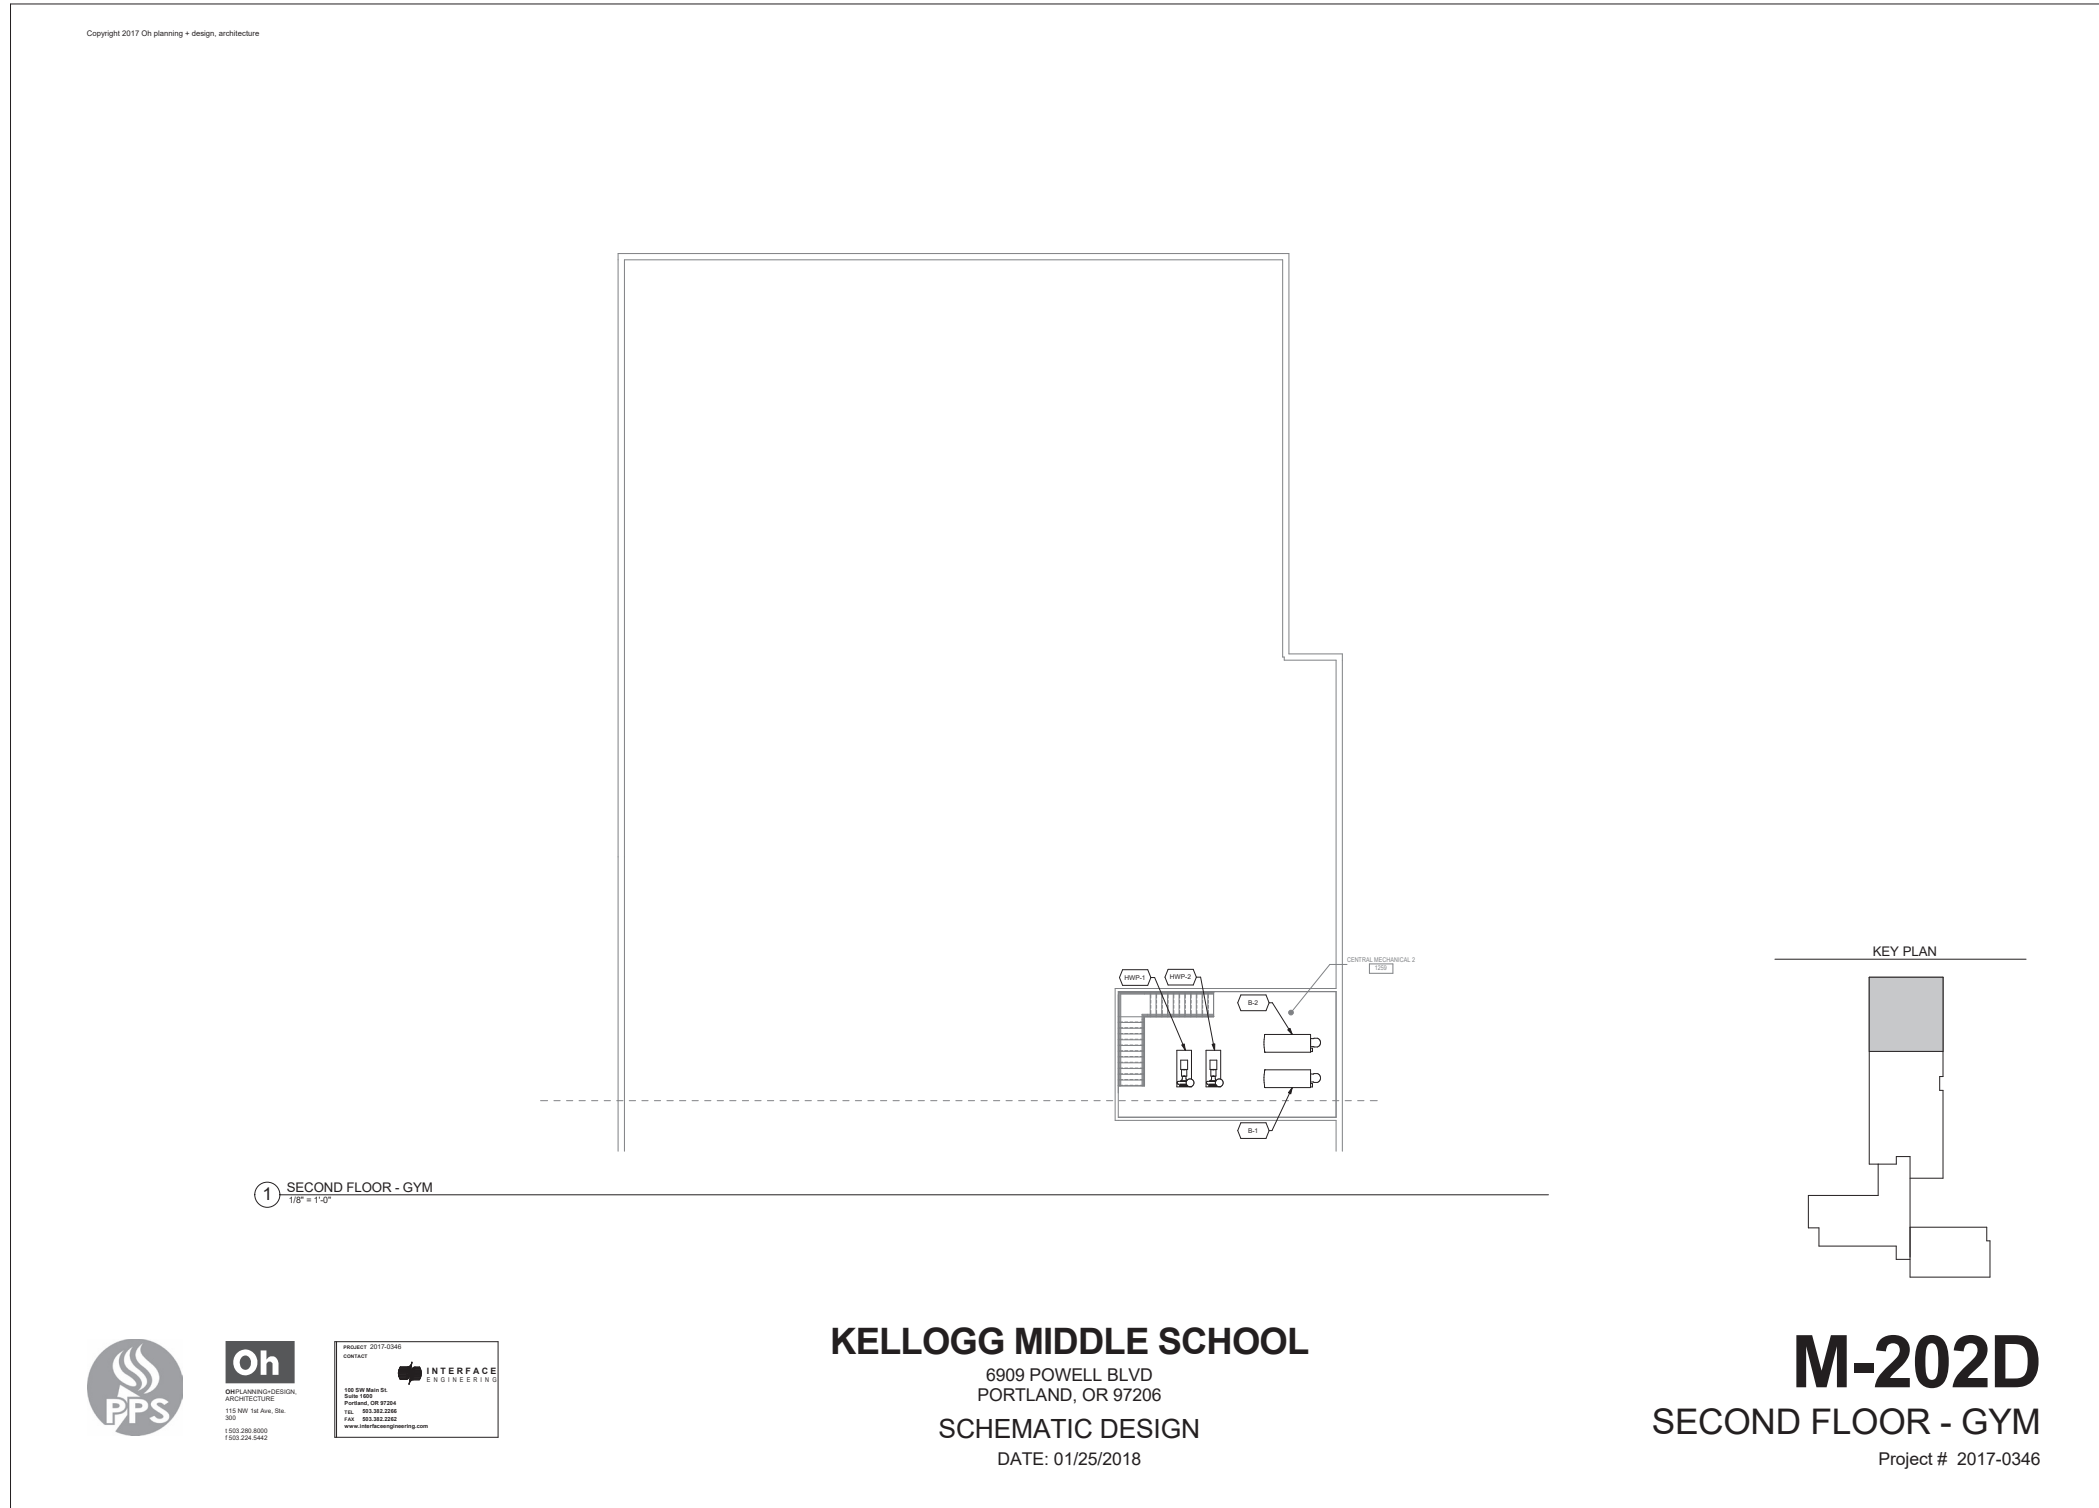 Copyright 2017 Oh planning + design, architecture
CENTRAL MECHANICAL 2
1259
HWP-1
HWP-2
B-2
B-1
KEY PLAN
1
SECOND FLOOR - GYM
1/8" = 1'-0"
PPS
Oh
OHPLANNING+DESIGN,
ARCHITECTURE
115 NW 1st Ave, Ste.
300
t 503.280.8000
f 503.224.5442
PROJECT 2017-0346
CONTACT
INTERFACE
ENGINEERING
100 SW Main St.
Suite 1600
Portland, OR 97204
TEL 503.382.2266
FAX 503.382.2262
www.interfaceengineering.com
KELLOGG MIDDLE SCHOOL
6909 POWELL BLVD
PORTLAND, OR 97206
SCHEMATIC DESIGN
DATE: 01/25/2018
M-202D
SECOND FLOOR - GYM
Project # 2017-0346